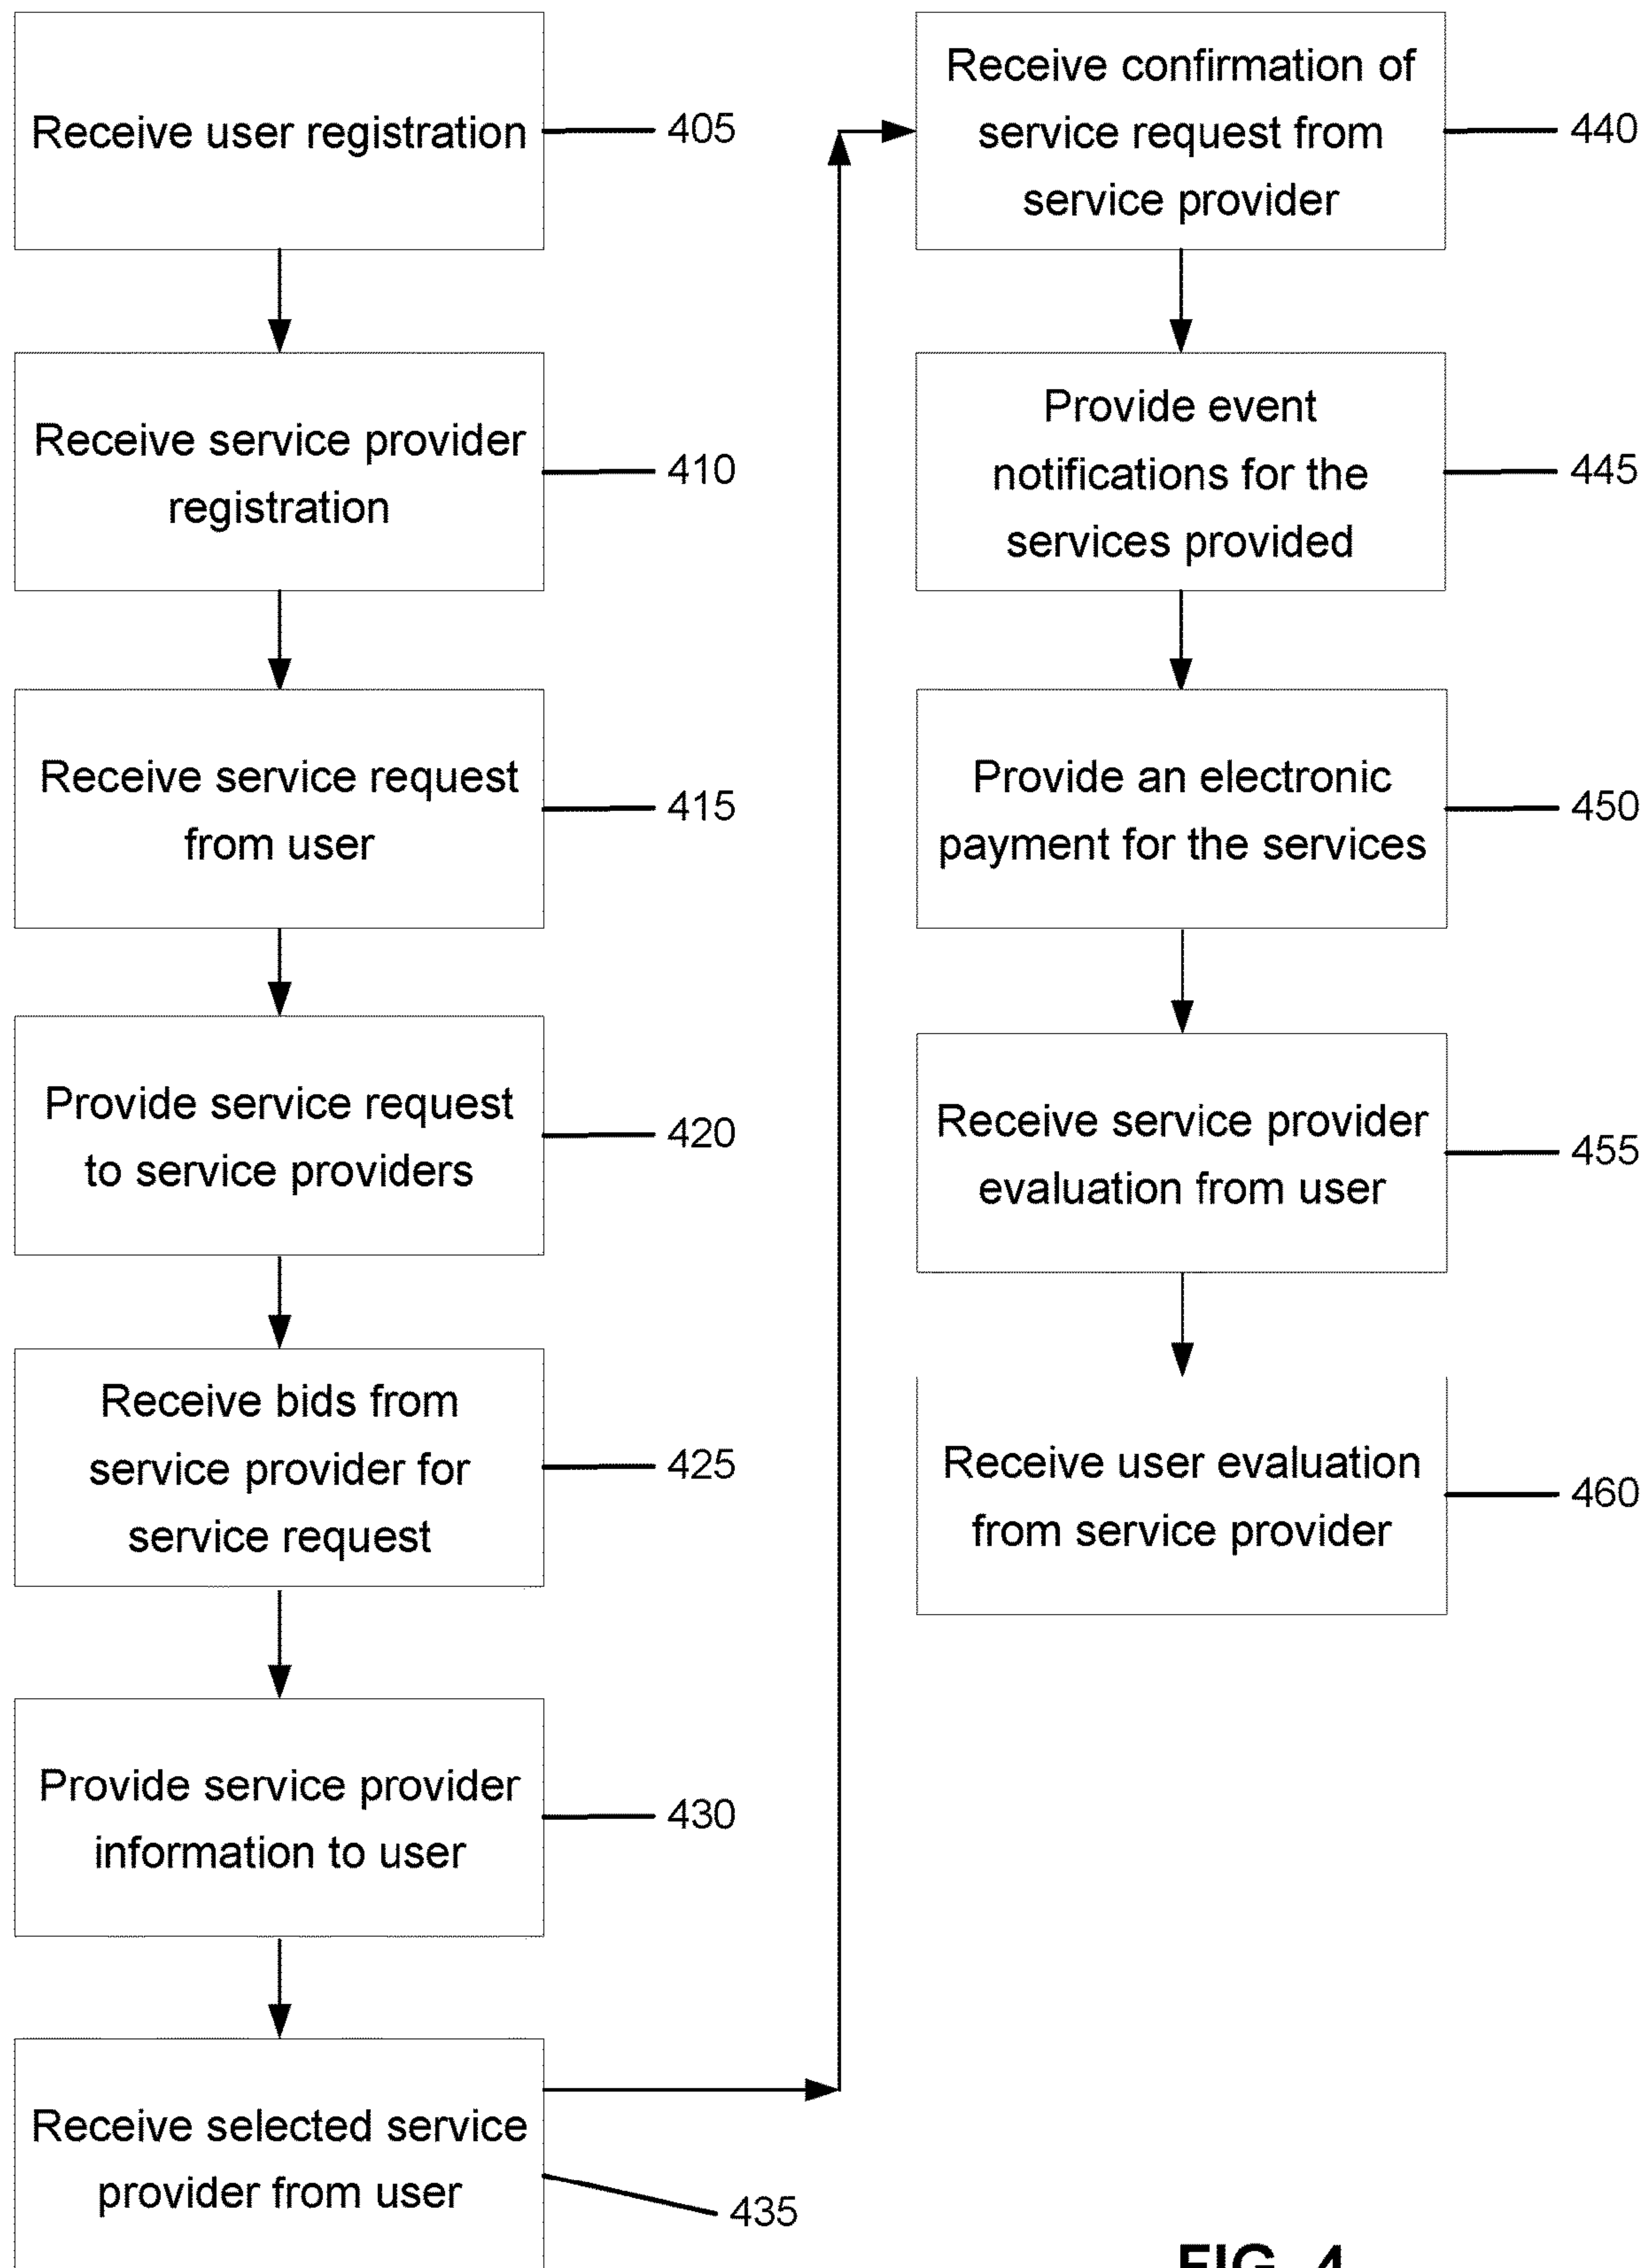 Receive user registration
405
Receive service provider
registration
410
Receive service request
from user
415
Provide service request
to service providers
420
Receive bids from
service provider for
service request
425
Provide service provider
information to user
430
Receive selected service
provider from user
435
Receive confirmation of
service request from
service provider
440
Provide event
notifications for the
services provided
445
Provide an electronic
payment for the services
450
Receive service provider
evaluation from user
455
Receive user evaluation
from service provider
460
FIG. 4